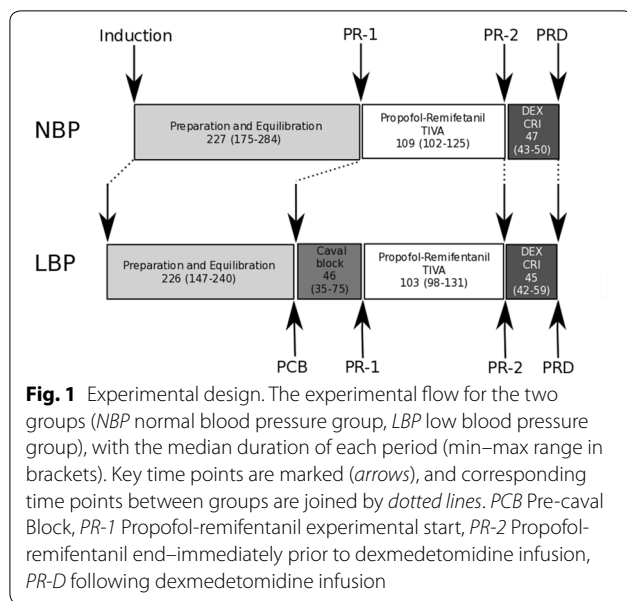 Induction PR-1 PR-2 PRD
NBP
Preparation and Equilibration
227 (175-284)
Propofol-Remifetanil
TIVA
109 (102-125)
DEX
CRI
47
(43-50)
LBP
Preparation and Equilibration
226 (147-240)
Caval
block
46
(35-75)
Propofol-Remifentanil
TIVA
103 (98-131)
DEX
CRI
45
(42-59)
PCB PR-1 PR-2 PRD
Fig. 1 Experimental design. The experimental flow for the two
groups (NBP normal blood pressure group, LBP low blood pressure
group), with the median duration of each period (min–max range in
brackets). Key time points are marked (arrows), and corresponding
time points between groups are joined by dotted lines. PCB Pre-caval
Block, PR-1 Propofol-remifentanil experimental start, PR-2 Propofol-
remifentanil end–immediately prior to dexmedetomidine infusion,
PR-D following dexmedetomidine infusion